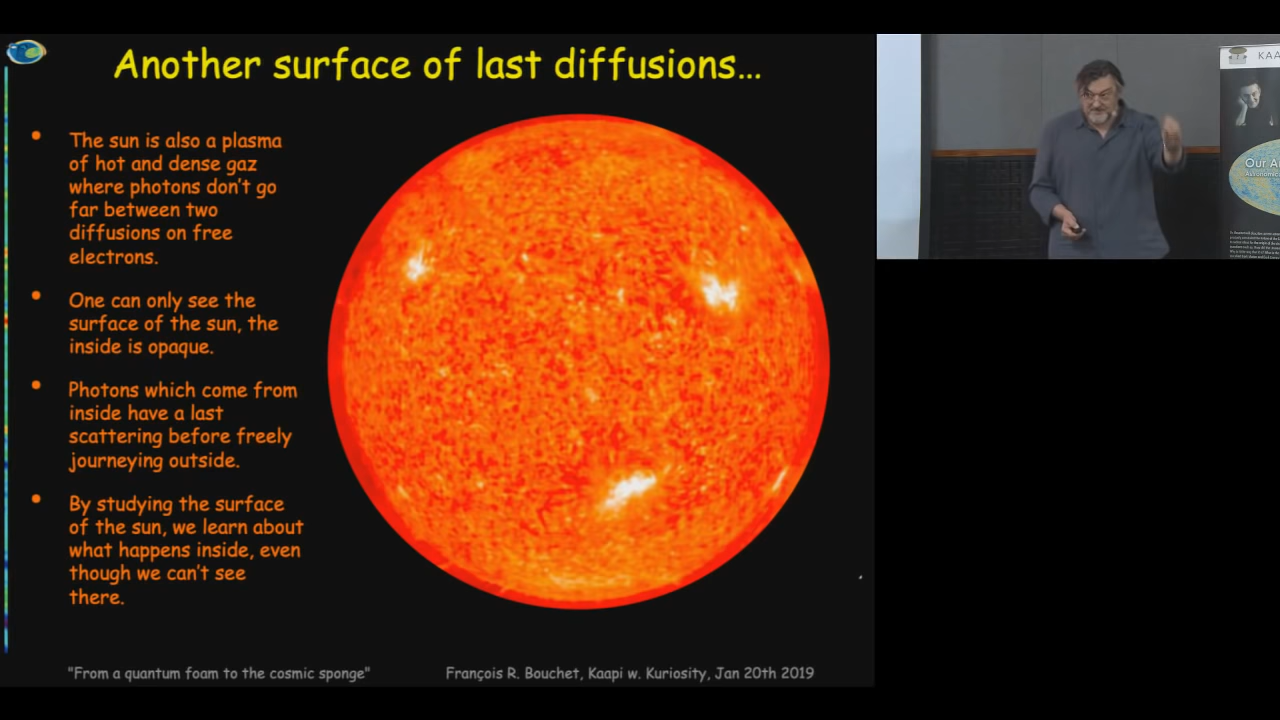 Another surface of last diffusions...
• The sun is also a plasma
of hot and dense gaz
where photons don't go
far between two
diffusions on free
electrons.
• One can only see the
surface of the sun, the
inside is opaque.
• Photons which come from
inside have a last
scattering before freely
journeying outside.
• By studying the surface
of the sun, we learn about
what happens inside, even
though we can't see
there.
"From a quantum foam to the cosmic sponge"
François R. Bouchet, Kaapi w. Kuriosity, Jan 20th 2019
KAA
Our A